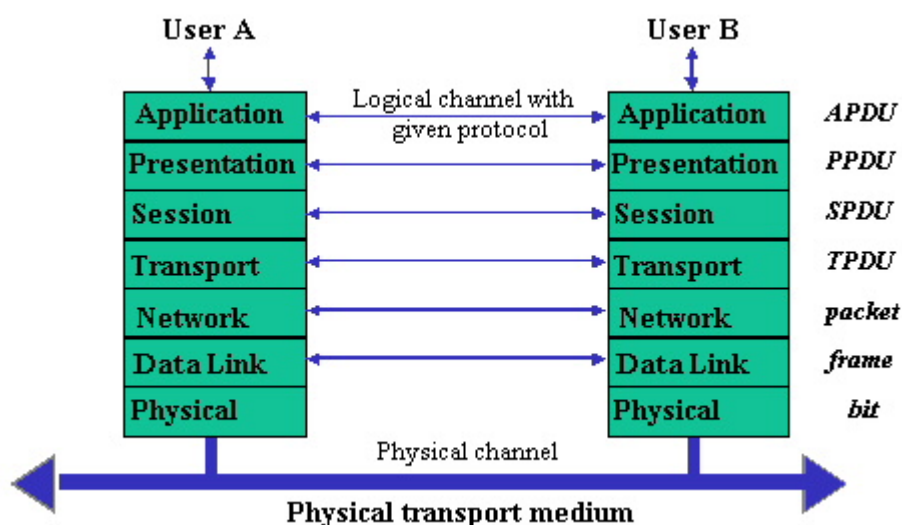 User A
User B
Application
Logical channel with
given protocol
Application
APDU
Presentation
Presentation
PPDU
Session
Session
SPDU
Transport
Transport
TPDU
Network
Network
packet
Data Link
Data Link
frame
Physical
Physical
bit
Physical channel
Physical transport medium